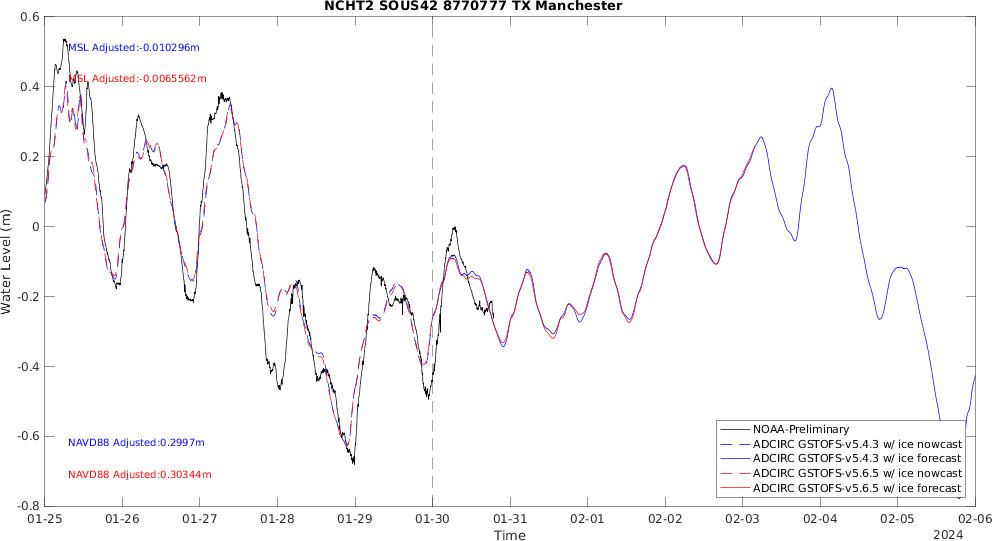 NCHT2 SOUS42 8770777 TX Manchester
0.6
MSL Adjusted:-0.010296m
MSL Adjusted:-0.0065562m
0.4
0.2
0
-0.2
-0.4
-0.6
-0.8
Water Level (m)
NAVD88 Adjusted:0.2997m
NAVD88 Adjusted:0.30344m
NOAA-Preliminary
ADCIRC GSTOFS-v5.4.3 w/ ice nowcast
ADCIRC GSTOFS-v5.4.3 w/ ice forecast
ADCIRC GSTOFS-v5.6.5 w/ ice nowcast
ADCIRC GSTOFS-v5.6.5 w/ ice forecast
01-25 01-26 01-27 01-28 01-29 01-30 01-31 02-01 02-02 02-03 02-04 02-05 02-06
Time
2024